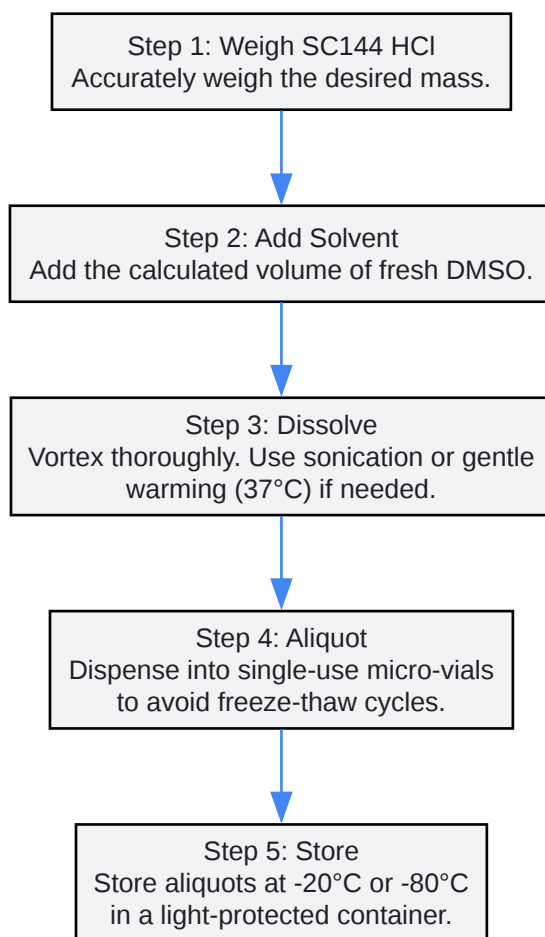 Step 1: Weigh SC144 HCl
Accurately weigh the desired mass.
Step 2: Add Solvent
Add the calculated volume of fresh DMSO.
Step 3: Dissolve
Vortex thoroughly. Use sonication or gentle
warming (37°C) if needed.
Step 4: Aliquot
Dispense into single-use micro-vials
to avoid freeze-thaw cycles.
Step 5: Store
Store aliquots at -20°C or -80°C
in a light-protected container.